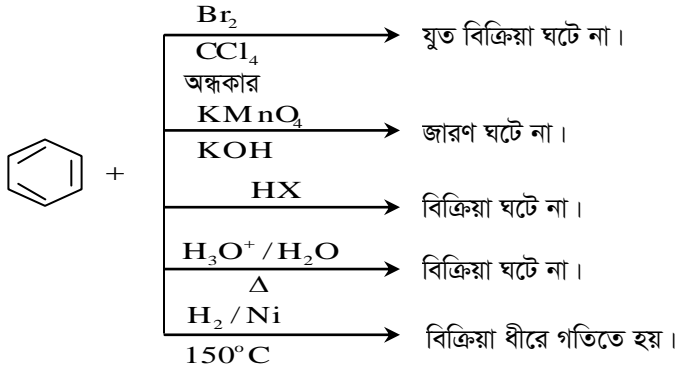 Br₂
CCl₄
অন্ধকার
যুত বিক্রিয়া ঘটে না।
KMnO₄
KOH
জারণ ঘটে না।
+
HX
বিক্রিয়া ঘটে না।
H₃O⁺/H₂O
Δ
বিক্রিয়া ঘটে না।
H₂/Ni
150°C
বিক্রিয়া ধীরে গতিতে হয়।